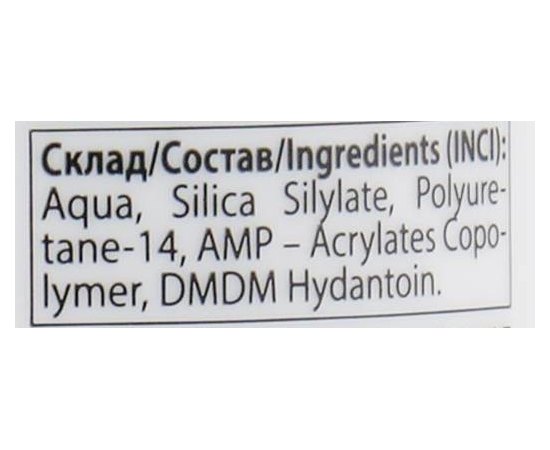 Склад/Состав/Ingredients (INCI):
Aqua, Silica Silylate, Polyure-
tane-14, AMP – Acrylates Copo-
lymer, DMDM Hydantoin.